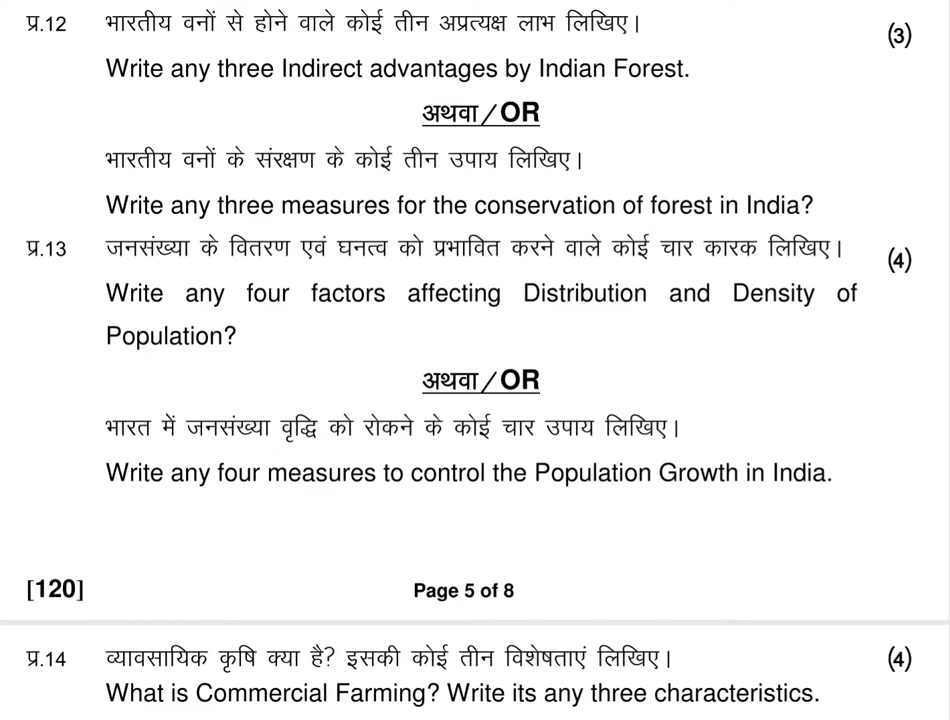 प्र.12 भारतीय वनों से होने वाले कोई तीन अप्रत्यक्ष लाभ लिखिए। (3)
Write any three Indirect advantages by Indian Forest.
अथवा/OR
भारतीय वनों के संरक्षण के कोई तीन उपाय लिखिए।
Write any three measures for the conservation of forest in India?
प्र.13 जनसंख्या के वितरण एवं घनत्व को प्रभावित करने वाले कोई चार कारक लिखिए। (4)
Write any four factors affecting Distribution and Density of
Population?
अथवा/OR
भारत में जनसंख्या वृद्धि को रोकने के कोई चार उपाय लिखिए।
Write any four measures to control the Population Growth in India.
[120] Page 5 of 8
प्र.14 व्यावसायिक कृषि क्या है? इसकी कोई तीन विशेषताएं लिखिए। (4)
What is Commercial Farming? Write its any three characteristics.